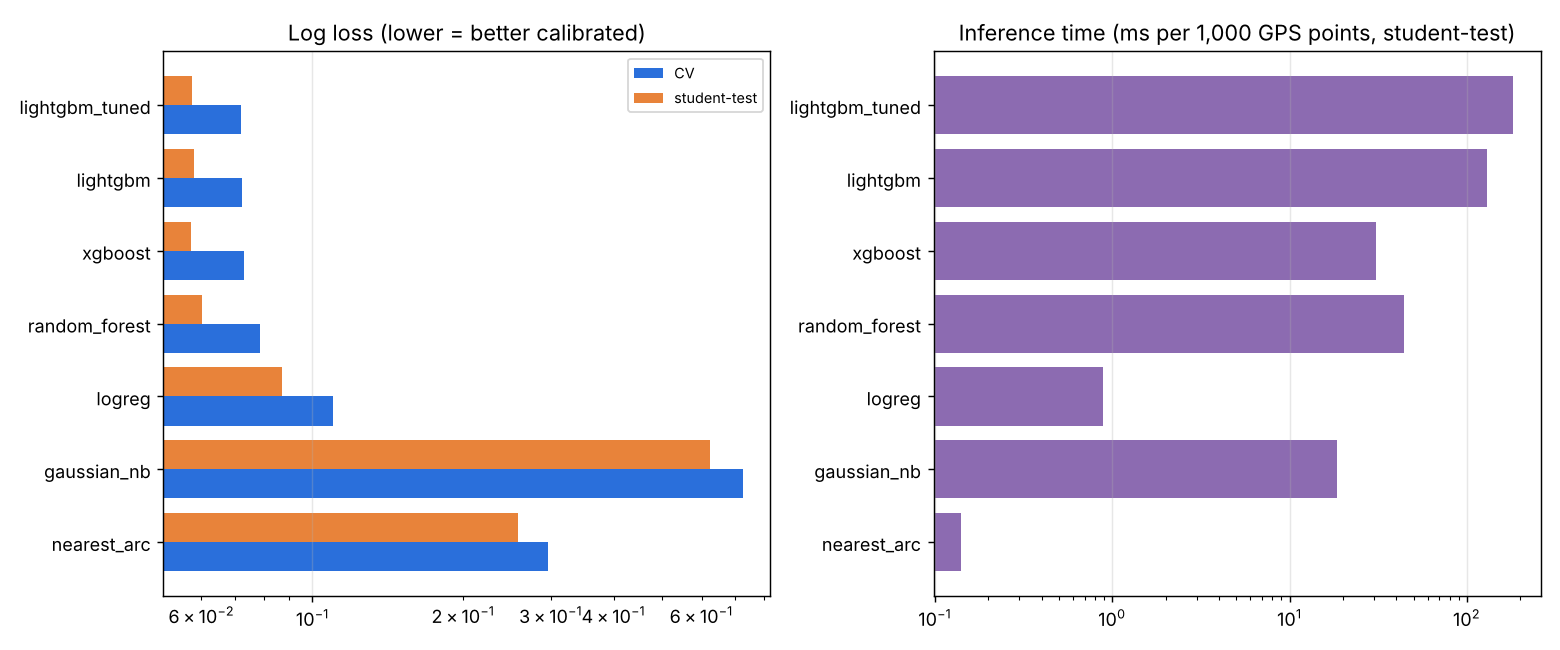 Log loss (lower = better calibrated)
CV
student-test
lightgbm_tuned
lightgbm
xgboost
random_forest
logreg
gaussian_nb
nearest_arc
6 × 10⁻²
10⁻¹
2 × 10⁻¹
3 × 10⁻¹
4 × 10⁻¹
6 × 10⁻¹
Inference time (ms per 1,000 GPS points, student-test)
lightgbm_tuned
lightgbm
xgboost
random_forest
logreg
gaussian_nb
nearest_arc
10⁻¹
10⁰
10¹
10²